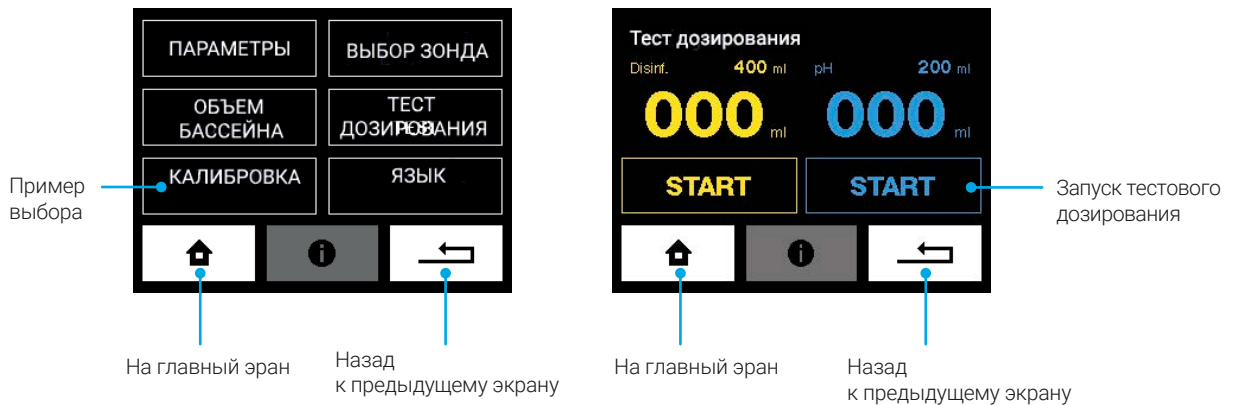 ПАРАМЕТРЫ
ВЫБОР ЗОНДА
ОБЪЕМ
БАССЕЙНА
ТЕСТ
ДОЗИРОВАНИЯ
КАЛИБРОВКА
ЯЗЫК
Пример
выбора
На главный эран
Назад
к предыдущему экрану
Тест дозирования
Disinf. 400 ml pH 200 ml
000 ml 000 ml
START START
Запуск тестового
дозирования
На главный эран
Назад
к предыдущему экрану